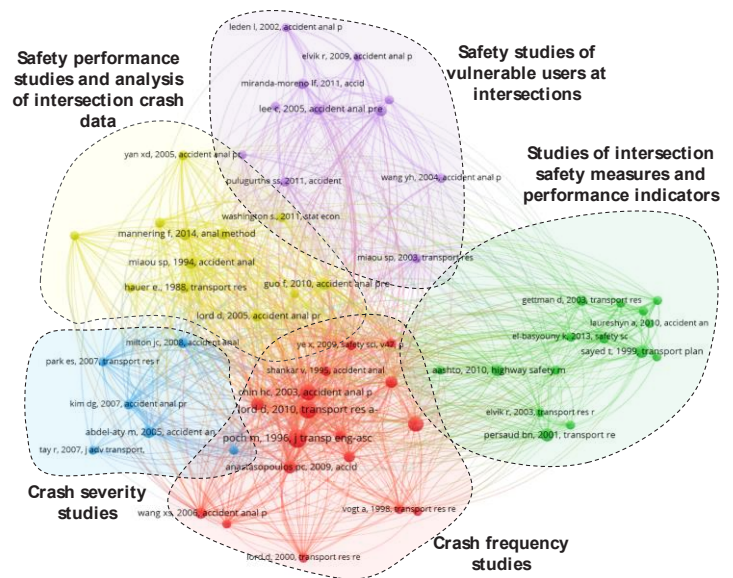 Safety performance
studies and analysis
of intersection crash
data
leden l, 2002, accident anal p
elvik r, 2009, accident anal p
miranda-moreno lf, 2011, accid
lee c, 2005, accident anal pre
Safety studies of
vulnerable users at
intersections
yan xd, 2005, accident anal pr
pulugurtha ss, 2011, accident
wang yh, 2004, accident anal p
Studies of intersection
safety measures and
performance indicators
washington s., 2011, stat econ
mannering f, 2014, anal method
miaou sp, 1994, accident anal
miaou sp, 2003, transport res
hauer e., 1988, transport res
guo f, 2010, accident anal pre
lord d, 2005, accident anal pr
gettman d, 2003, transport res
laureshyn a, 2010, accident an
el-basyouny k, 2013, safety sc
sayed t, 1999, transport plan
milton jc, 2008, accident anal
ye x, 2009, safety sci, v47, p
park es, 2007, transport res r
shankar v, 1995, accident anal
aashto, 2010, highway safety m
chin hc, 2003, accident anal p
kim dg, 2007, accident anal pr
lord d, 2010, transport res a-
elvik r, 2003, transport res r
abdel-aty m, 2005, accident an
poch m, 1996, j transp eng-asc
persaud bn, 2001, transport re
tay r, 2007, j adv transport,
anastasopoulos pc, 2009, accid
Crash severity
studies
wang xs, 2006, accident anal p
vogt a, 1998, transport res re
Crash frequency
studies
lord d, 2000, transport res re